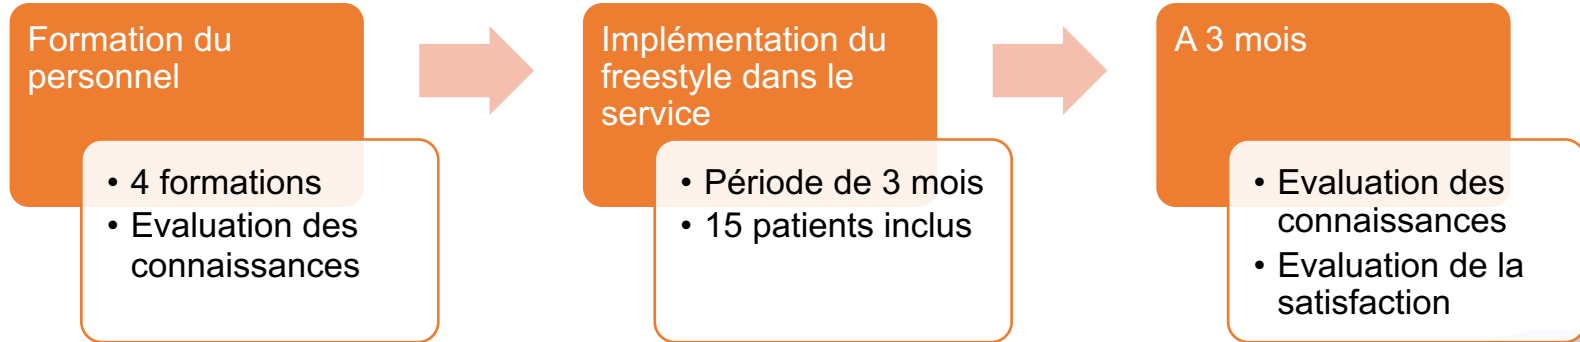 Formation du
personnel
• 4 formations
• Evaluation des
connaissances
Implémentation du
freestyle dans le
service
• Période de 3 mois
• 15 patients inclus
A 3 mois
• Evaluation des
connaissances
• Evaluation de la
satisfaction